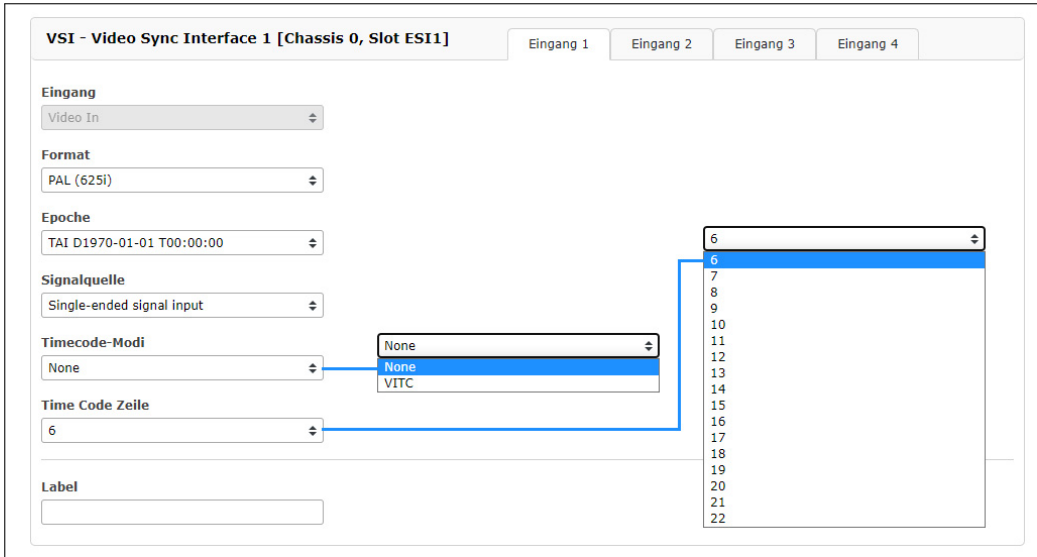 VSI - Video Sync Interface 1 [Chassis 0, Slot ESI1]
Eingang 1
Eingang 2
Eingang 3
Eingang 4
Eingang
Video In
Format
PAL (625i)
Epoche
TAI D1970-01-01 T00:00:00
Signalquelle
Single-ended signal input
Timecode-Modi
None
None
None
VITC
Time Code Zeile
6
6
6
7
8
9
10
11
12
13
14
15
16
17
18
19
20
21
22
Label